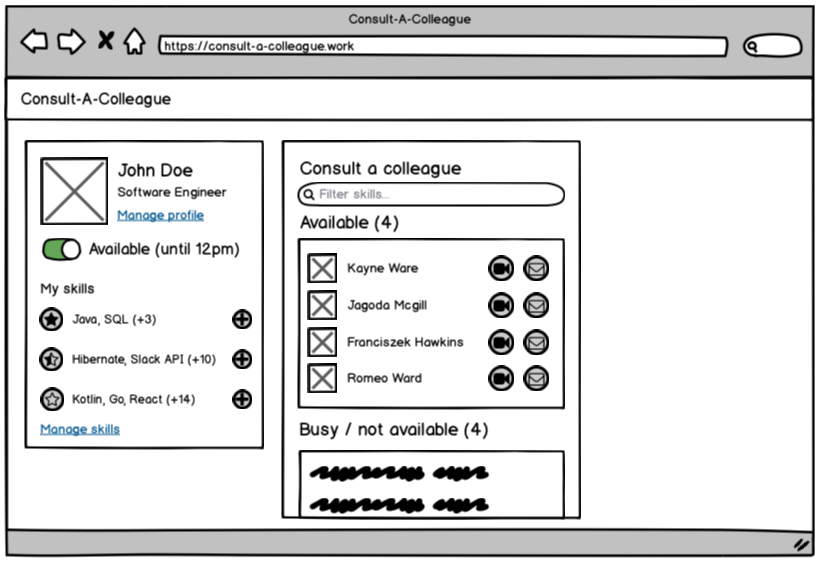 Consult-A-Colleague
https://consult-a-colleague.work
Consult-A-Colleague
John Doe
Software Engineer
Manage profile
Available (until 12pm)
My skills
Java, SQL (+3)
Hibernate, Slack API (+10)
Kotlin, Go, React (+14)
Manage skills
Consult a colleague
Filter skills...
Available (4)
Kayne Ware
Jagoda Mcgill
Franciszek Hawkins
Romeo Ward
Busy / not available (4)